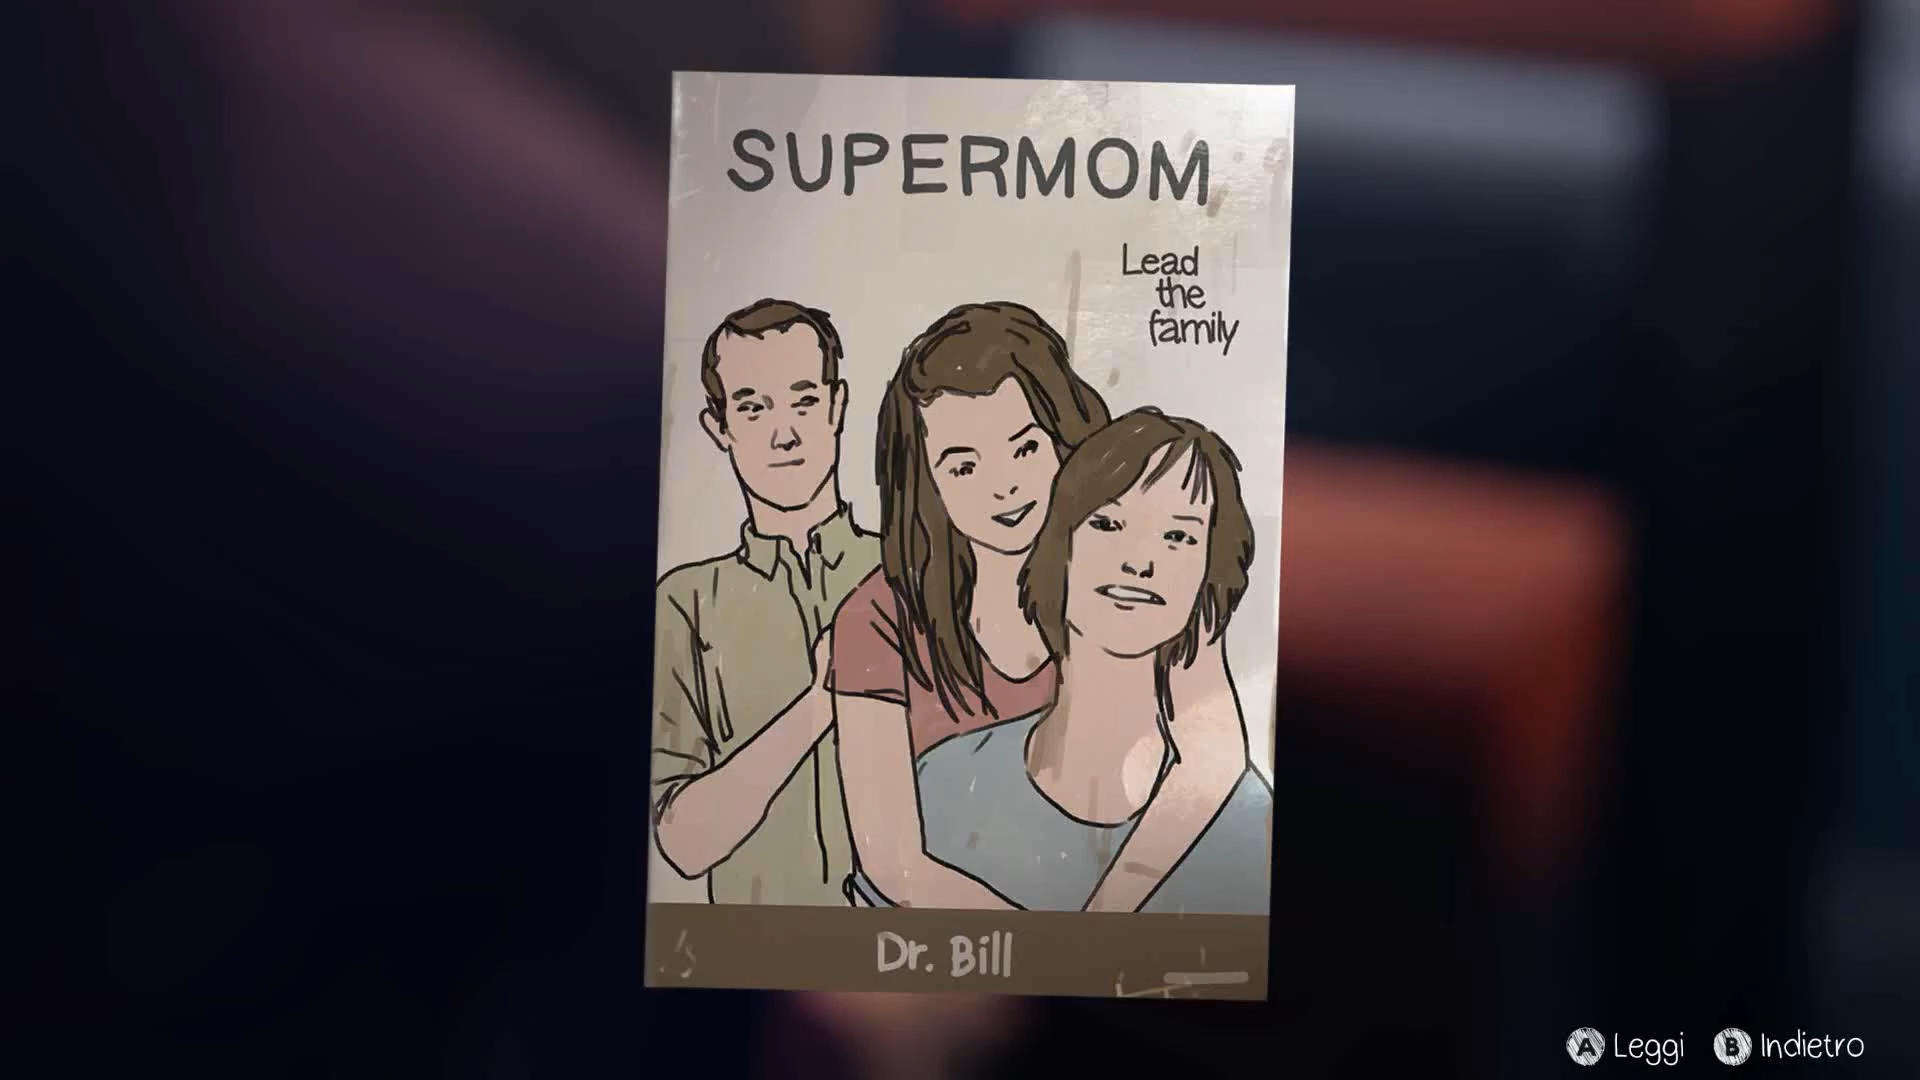 SUPERMOM
Lead
the
family
Dr. Bill
A Leggi B Indietro